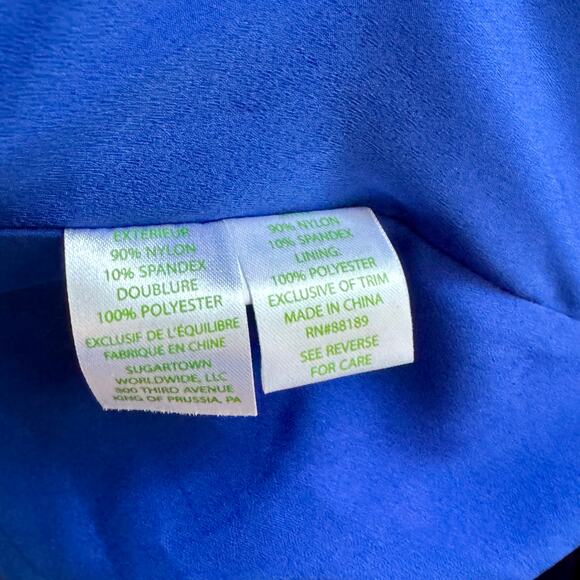 EXTERIEUR
90% NYLON
10% SPANDEX
DOUBLURE
100% POLYESTER
EXCLUSIF DE L'ÉQUILIBRE
FABRIQUE EN CHINE
SUGARTOWN
WORLDWIDE, LLC
800 THIRD AVENUE
KING OF PRUSSIA, PA
90% NYLON
10% SPANDEX
LINING:
100% POLYESTER
EXCLUSIVE OF TRIM
MADE IN CHINA
RN#88189
SEE REVERSE
FOR CARE